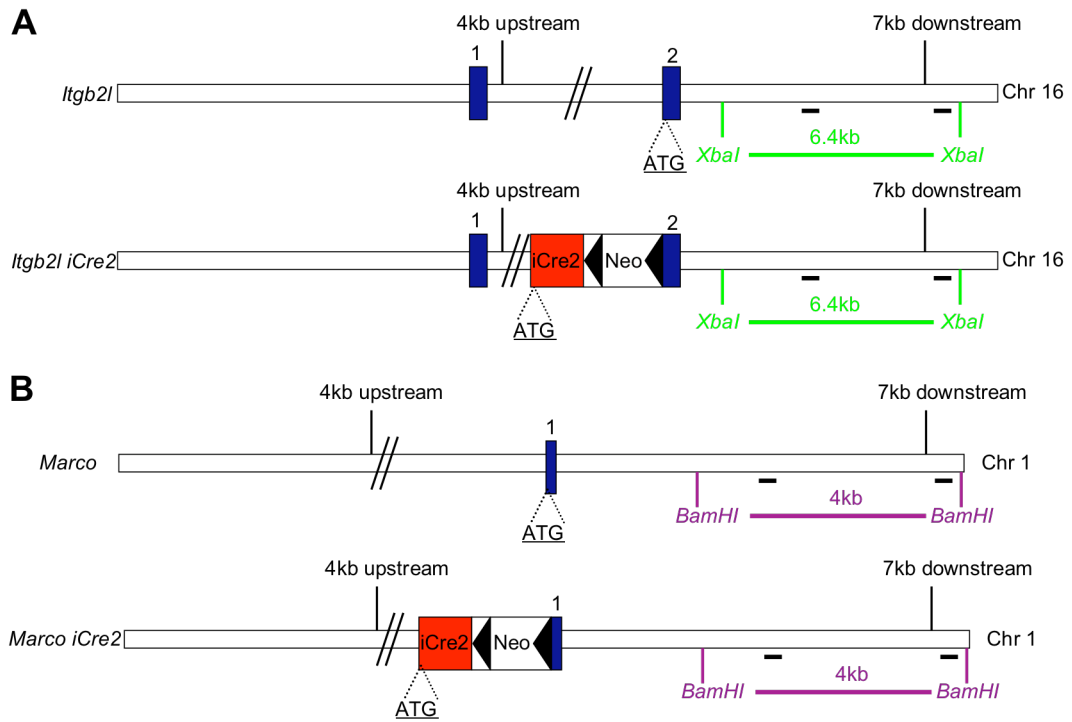 A
4kb upstream
7kb downstream
1
2
Itgb2l
Chr 16
ATG
XbaI
6.4kb
XbaI
4kb upstream
7kb downstream
1
2
Itgb2l iCre2
iCre2
Neo
Chr 16
ATG
XbaI
6.4kb
XbaI
B
4kb upstream
7kb downstream
1
Marco
Chr 1
ATG
BamHI
4kb
BamHI
4kb upstream
7kb downstream
1
Marco iCre2
iCre2
Neo
Chr 1
ATG
BamHI
4kb
BamHI